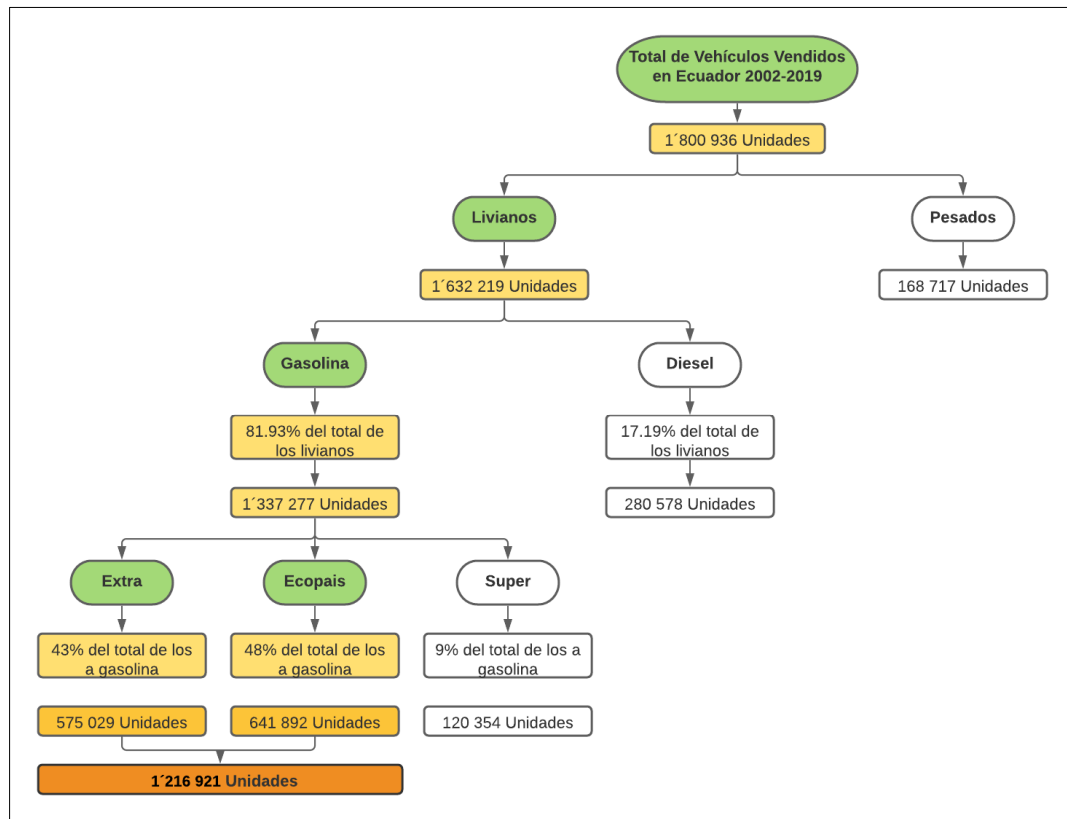 Total de Vehículos Vendidos
en Ecuador 2002-2019
1´800 936 Unidades
Livianos
Pesados
1´632 219 Unidades
168 717 Unidades
Gasolina
Diesel
81.93% del total de
los livianos
17.19% del total de
los livianos
1´337 277 Unidades
280 578 Unidades
Extra
Ecopais
Super
43% del total de los
a gasolina
48% del total de los
a gasolina
9% del total de los a
gasolina
575 029 Unidades
641 892 Unidades
120 354 Unidades
1´216 921 Unidades